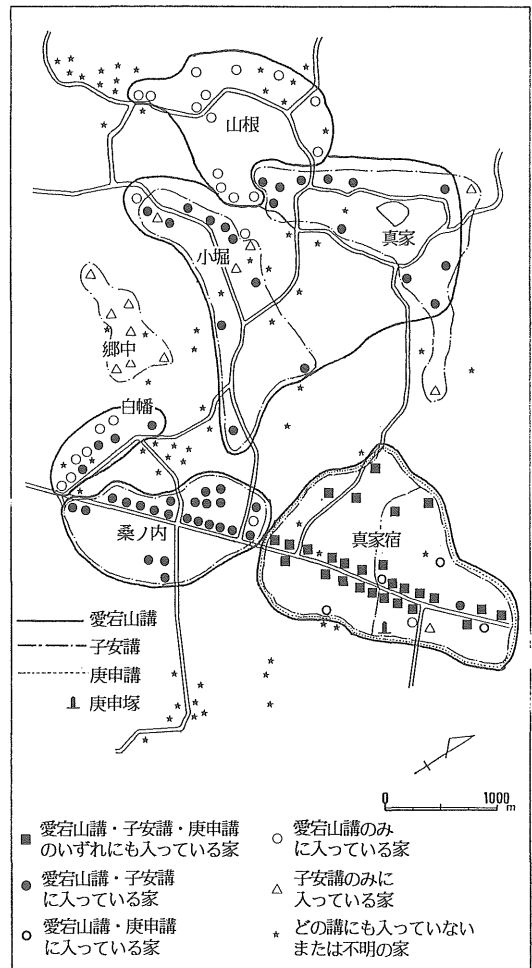 山根
真家
小堀
郷中
白幡
桑ノ内
真家宿
愛宕山講
子安講
庚申講
庚申塚
0 1000
m
愛宕山講・子安講・庚申講
のいずれにも入っている家
愛宕山講・子安講
に入っている家
愛宕山講・庚申講
に入っている家
愛宕山講のみ
に入っている家
子安講のみに
入っている家
どの講にも入っていない
または不明の家